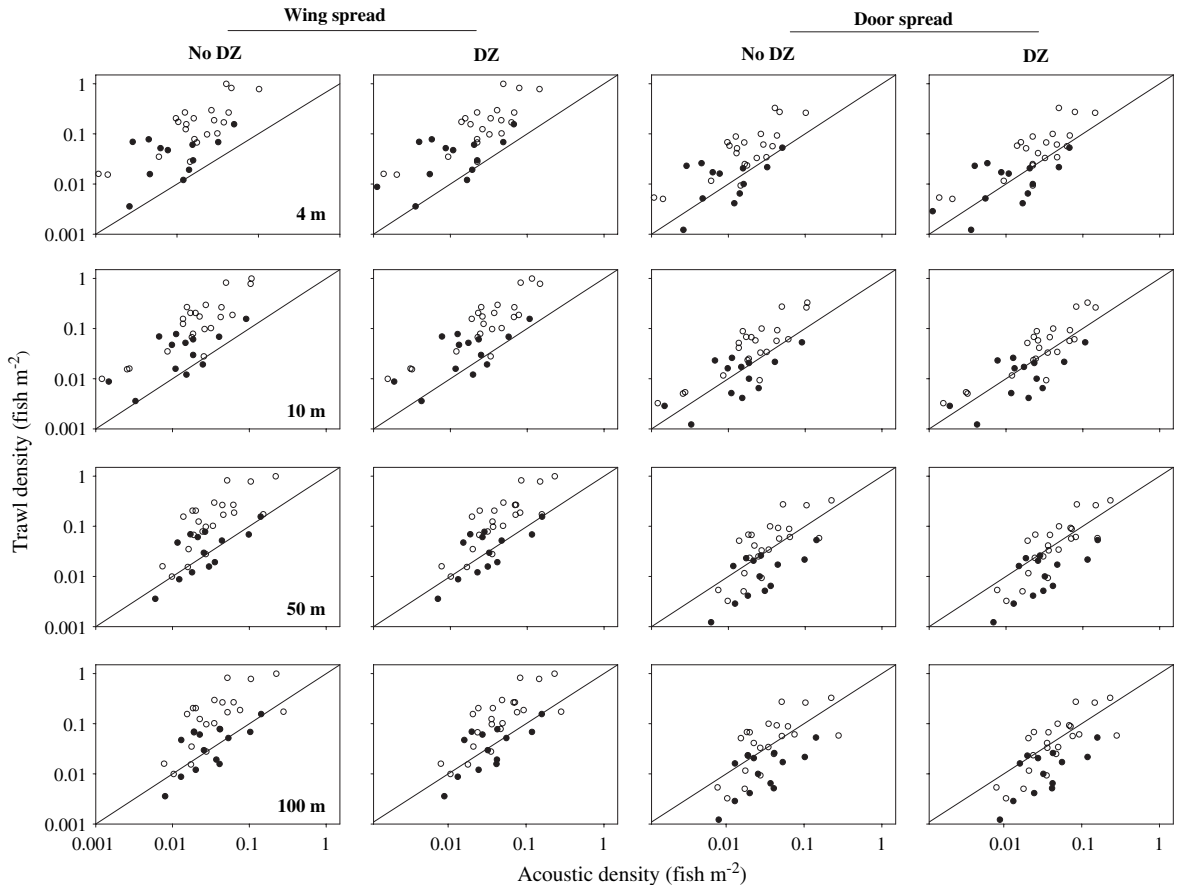 Wing spread Door spread
No DZ DZ No DZ DZ
1
0.1
0.01
0.001
4 m
1
0.1
0.01
0.001
10 m
1
0.1
0.01
0.001
50 m
1
0.1
0.01
0.001
100 m
0.001 0.01 0.1 1 0.01 0.1 1 0.01 0.1 1 0.01 0.1 1
Trawl density (fish m-2)
Acoustic density (fish m-2)